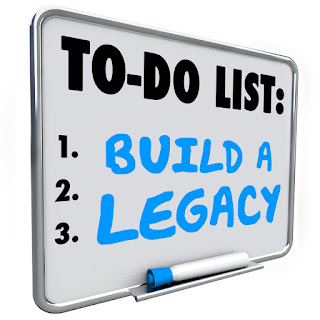 TO-DO LIST:
1. BUILD A
2.
3. LEGACY